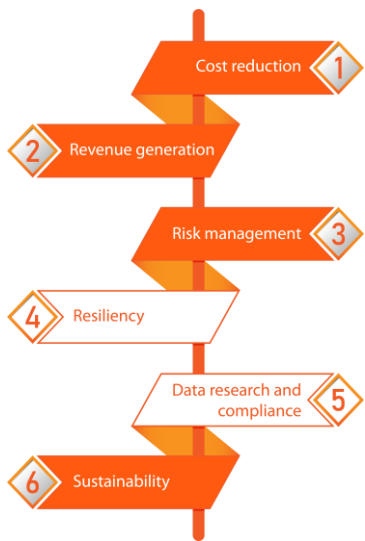 Cost reduction
1
2
Revenue generation
Risk management
3
4
Resiliency
Data research and
compliance
5
6
Sustainability